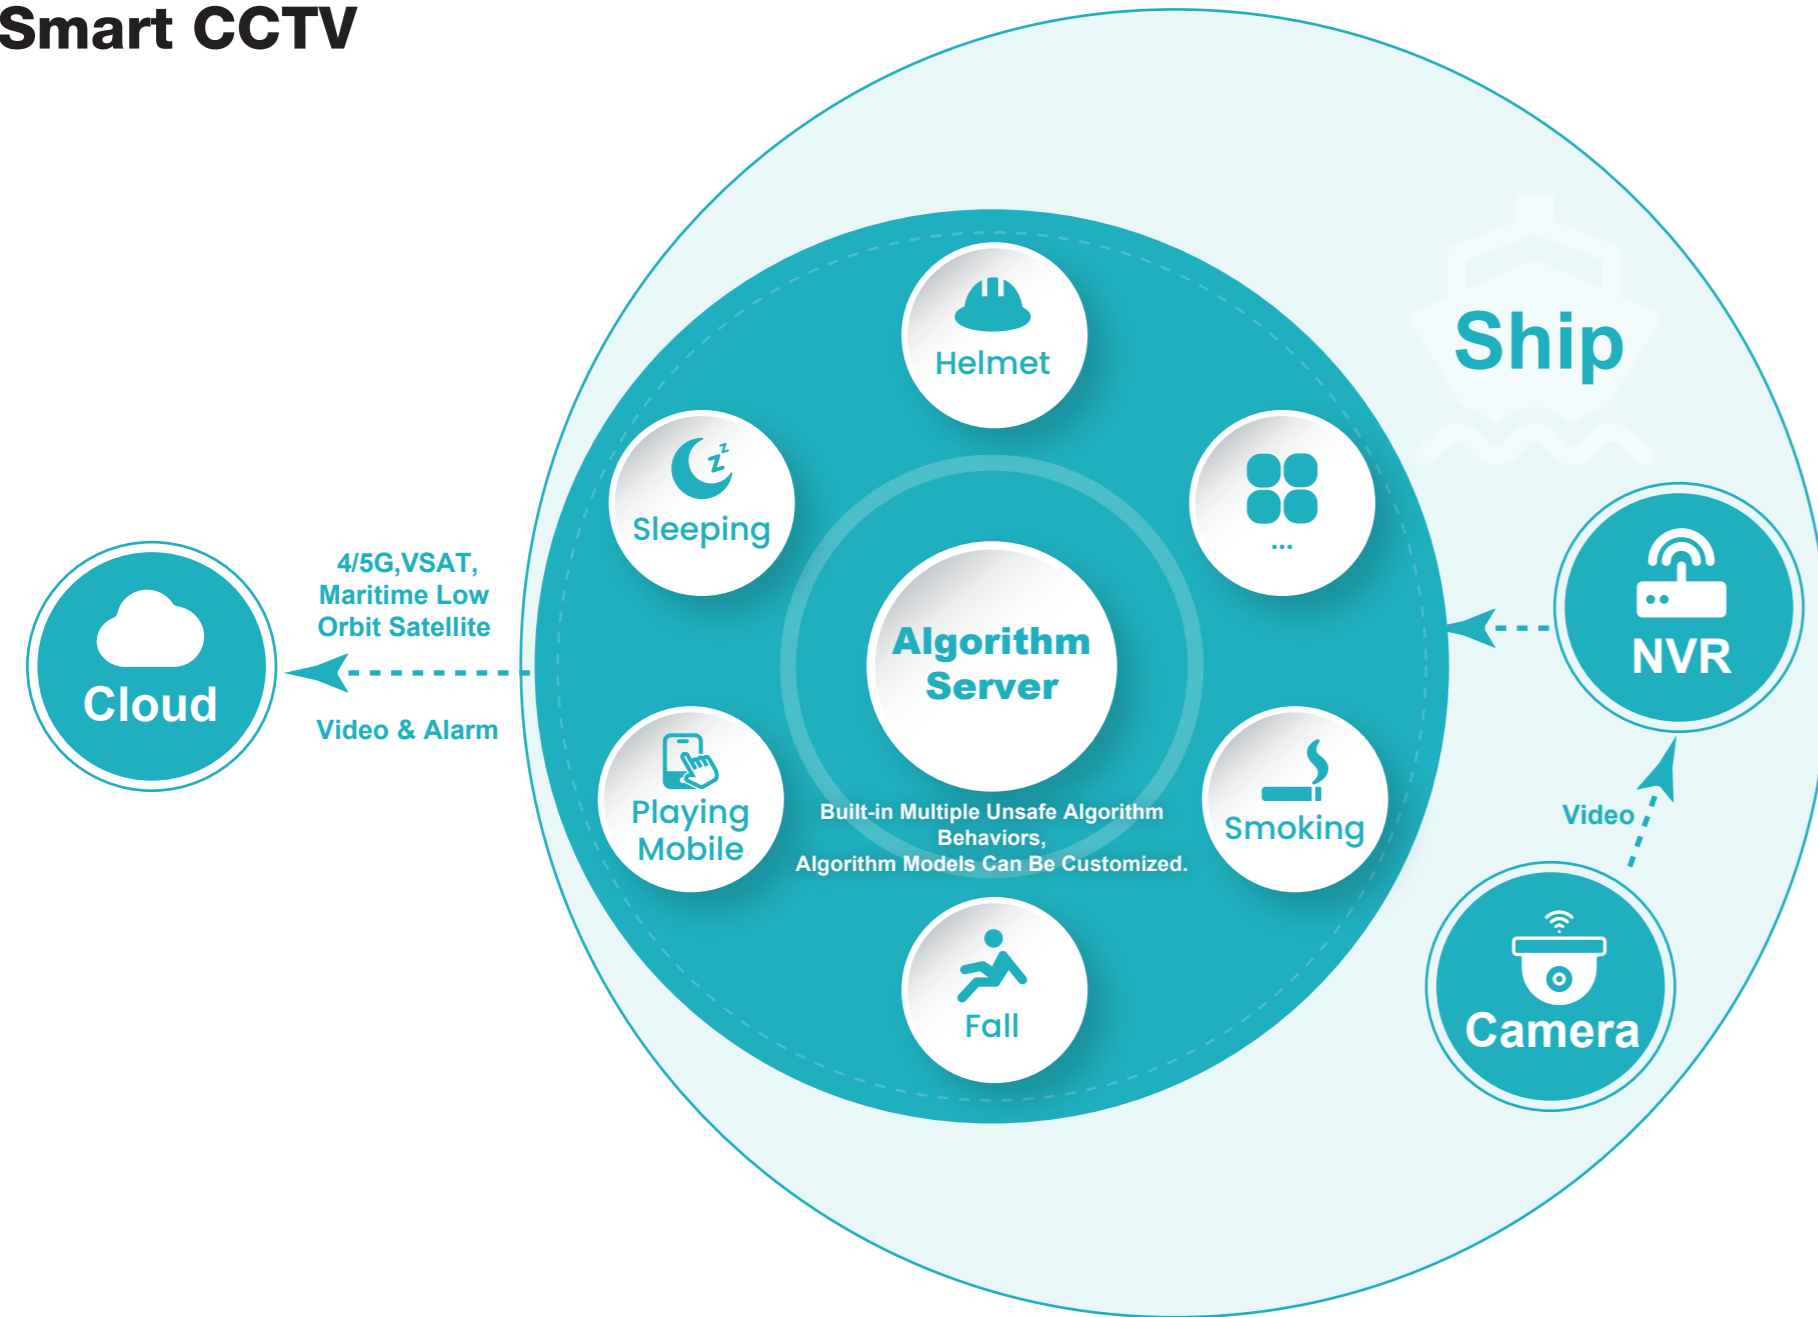 Smart CCTV
Ship
Helmet
Sleeping
...
Algorithm
Server
Built-in Multiple Unsafe Algorithm
Behaviors,
Algorithm Models Can Be Customized.
Playing
Mobile
Smoking
Fall
4/5G,VSAT,
Maritime Low
Orbit Satellite
Video & Alarm
Cloud
NVR
Video
Camera